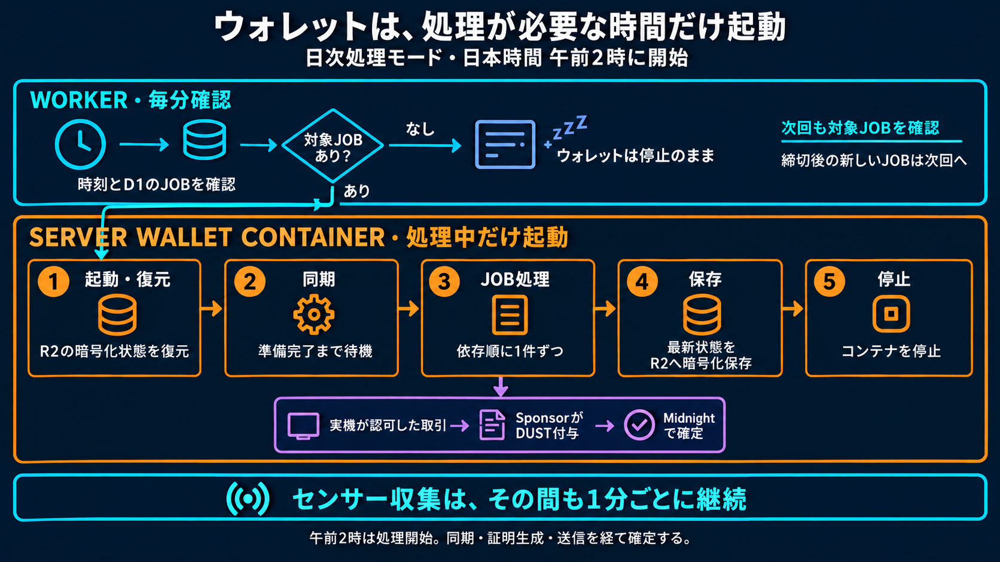 ウォレットは、処理が必要な時間だけ起動
日次処理モード・日本時間 午前2時に開始
WORKER・毎分確認
時刻とD1のJOBを確認
対象JOB
あり？
なし
あり
zzz
ウォレットは停止のまま
次回も対象JOBを確認
締切後の新しいJOBは次回へ
SERVER WALLET CONTAINER・処理中だけ起動
1
起動・復元
R2の暗号化状態を復元
2
同期
準備完了まで待機
3
JOB処理
依存順に1件ずつ
4
保存
最新状態を
R2へ暗号化保存
5
停止
コンテナを停止
実機が認可した取引
Sponsorが
DUST付与
Midnight
で確定
センサー収集は、その間も1分ごとに継続
午前2時は処理開始。同期・証明生成・送信を経て確定する。